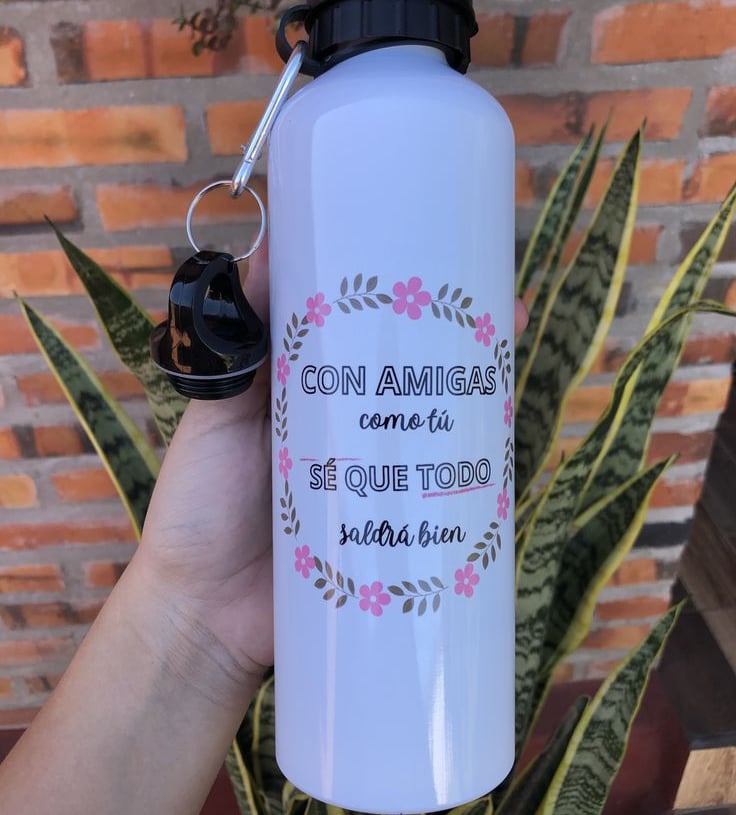 CON AMIGAS
como tú
SÉ QUE TODO
saldrá bien